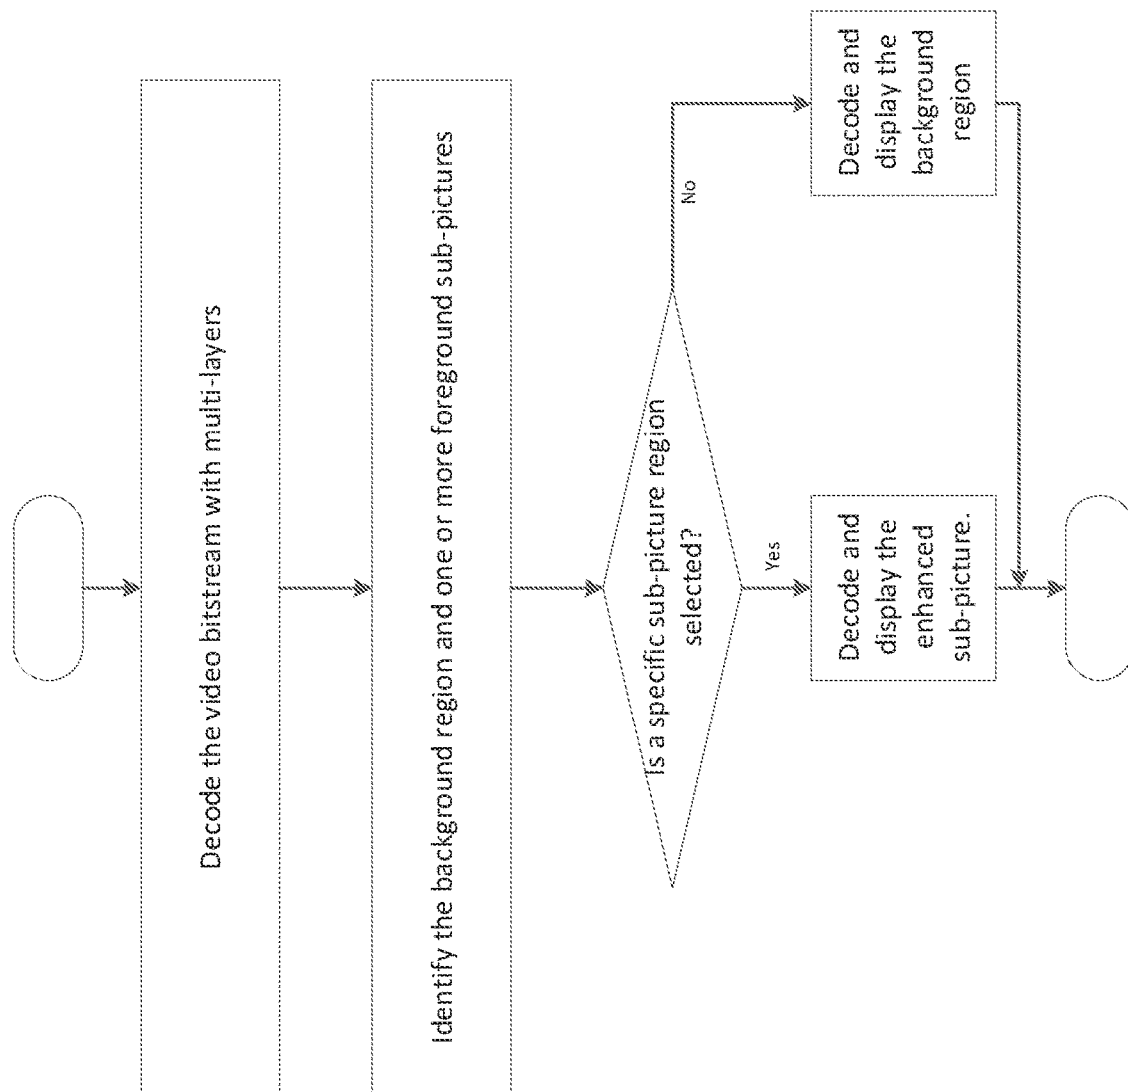 Decode the video bitstream with multi-layers
Identify the background region and one or more foreground sub-pictures
Is a specific sub-picture region
selected?
No
Yes
Decode and
display the
background
region
Decode and
display the
enhanced
sub-picture.